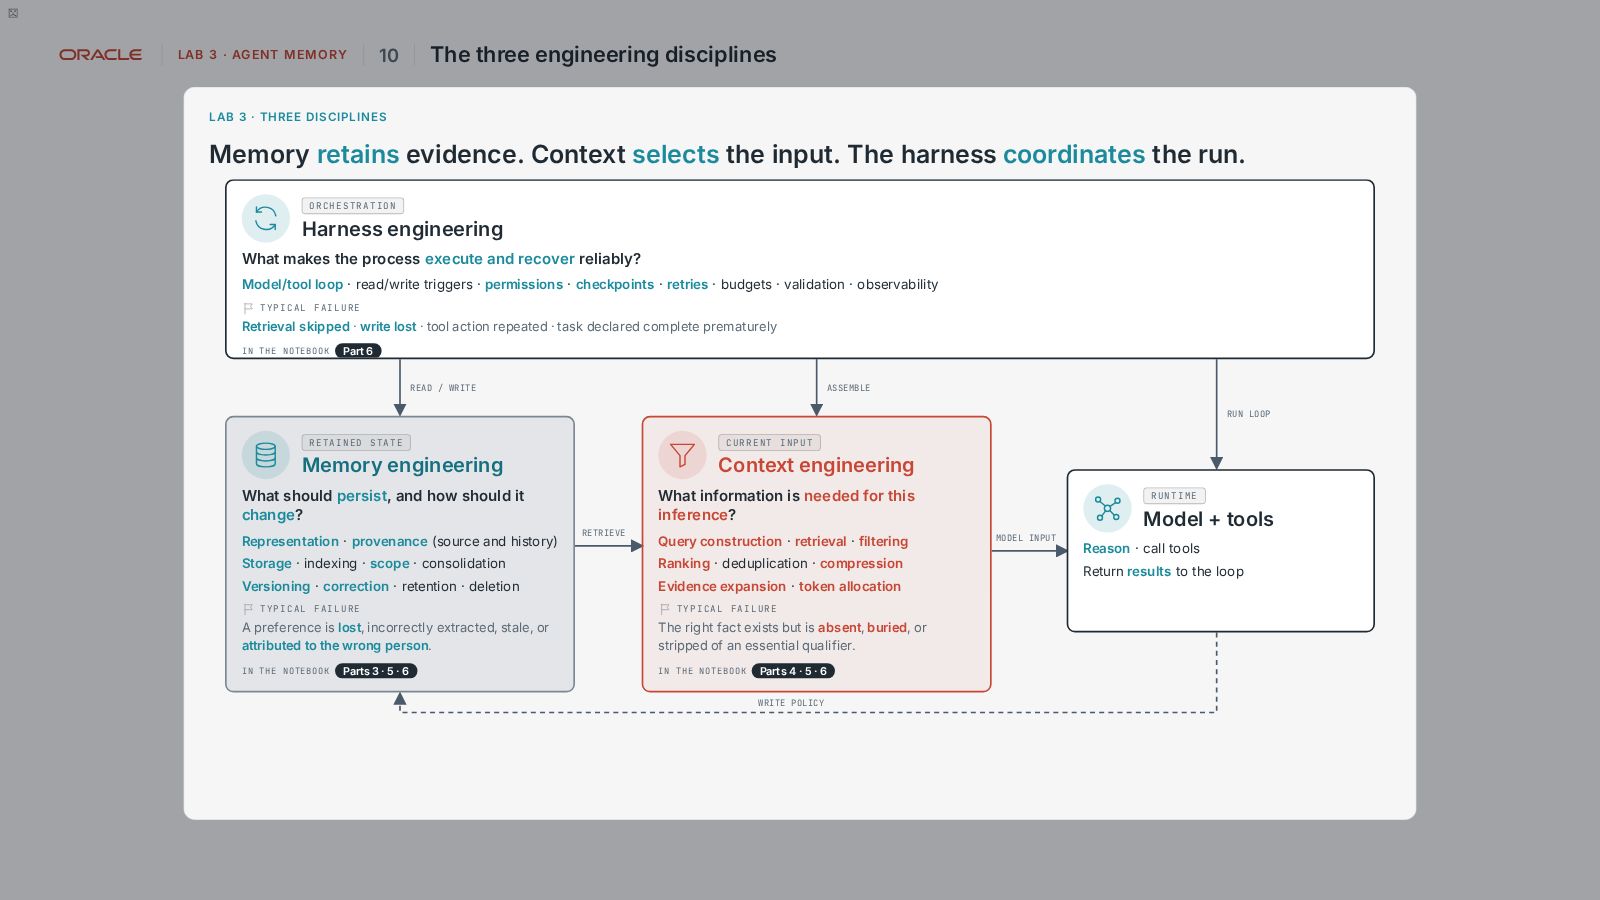 ORACLE
LAB 3 · AGENT MEMORY
10
The three engineering disciplines
LAB 3 · THREE DISCIPLINES
Memory retains evidence. Context selects the input. The harness coordinates the run.
ORCHESTRATION
Harness engineering
What makes the process execute and recover reliably?
Model/tool loop · read/write triggers · permissions · checkpoints · retries · budgets · validation · observability
TYPICAL FAILURE
Retrieval skipped · write lost · tool action repeated · task declared complete prematurely
IN THE NOTEBOOK Part 6
READ / WRITE
ASSEMBLE
RUN LOOP
RETAINED STATE
Memory engineering
What should persist, and how should it
change?
Representation · provenance (source and history)
Storage · indexing · scope · consolidation
Versioning · correction · retention · deletion
TYPICAL FAILURE
A preference is lost, incorrectly extracted, stale, or
attributed to the wrong person.
IN THE NOTEBOOK Parts 3 · 5 · 6
RETRIEVE
CURRENT INPUT
Context engineering
What information is needed for this
inference?
Query construction · retrieval · filtering
Ranking · deduplication · compression
Evidence expansion · token allocation
TYPICAL FAILURE
The right fact exists but is absent, buried, or
stripped of an essential qualifier.
IN THE NOTEBOOK Parts 4 · 5 · 6
MODEL INPUT
RUNTIME
Model + tools
Reason · call tools
Return results to the loop
WRITE POLICY